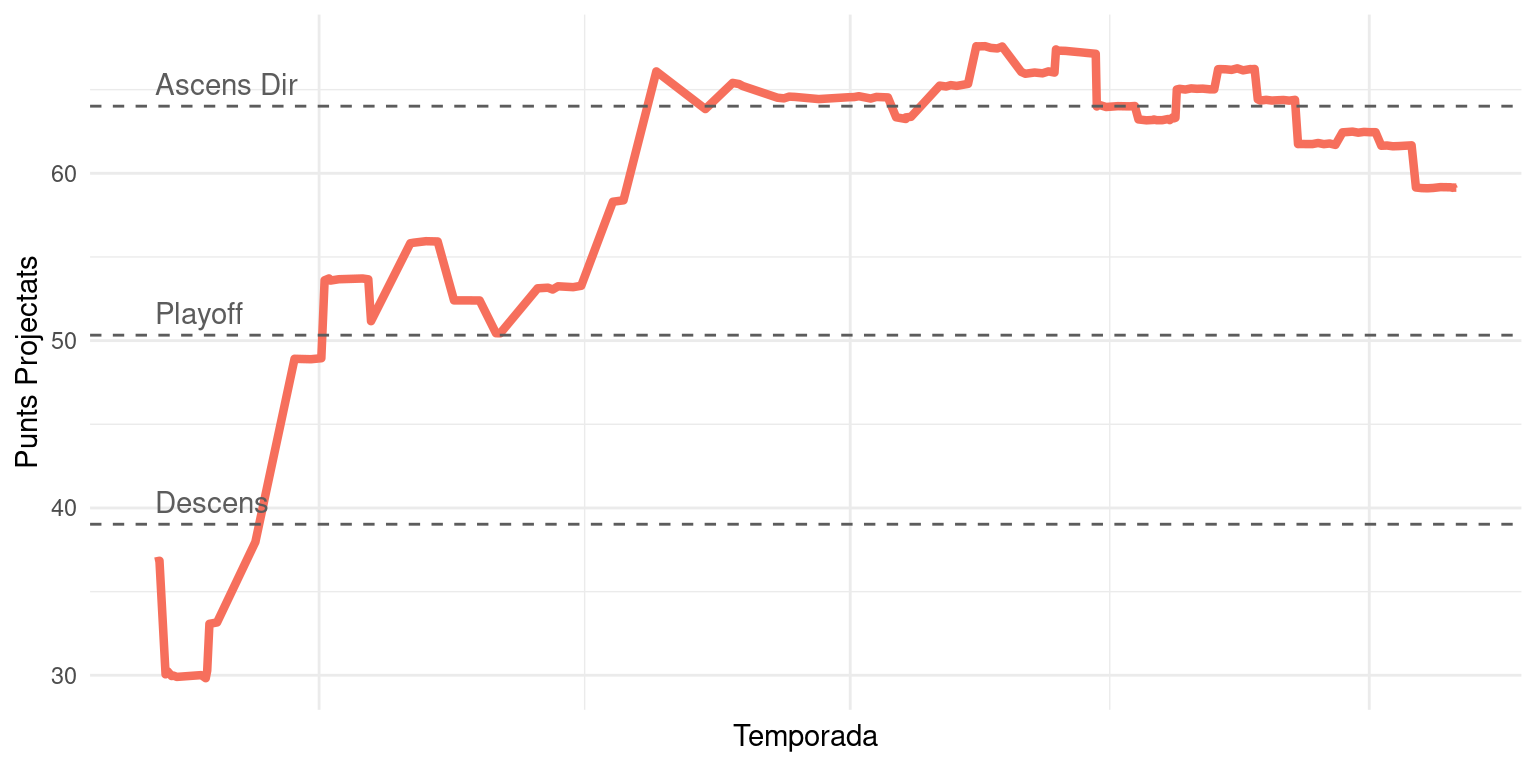 Ascens Dir
60
Playoff
50
Punts Projectats
Descens
40
30
Temporada